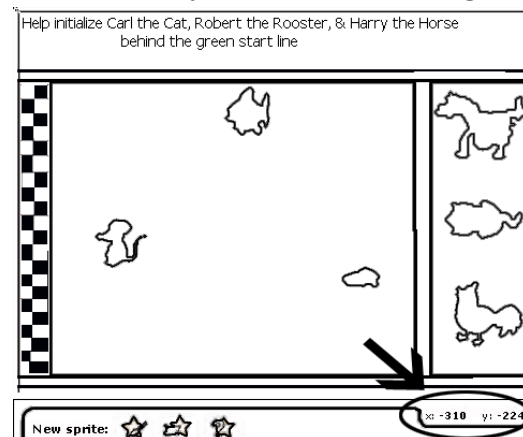 Help initialize Carl the Cat, Robert the Rooster, & Harry the Horse
behind the green start line
x: -310 y: -224
New sprite: